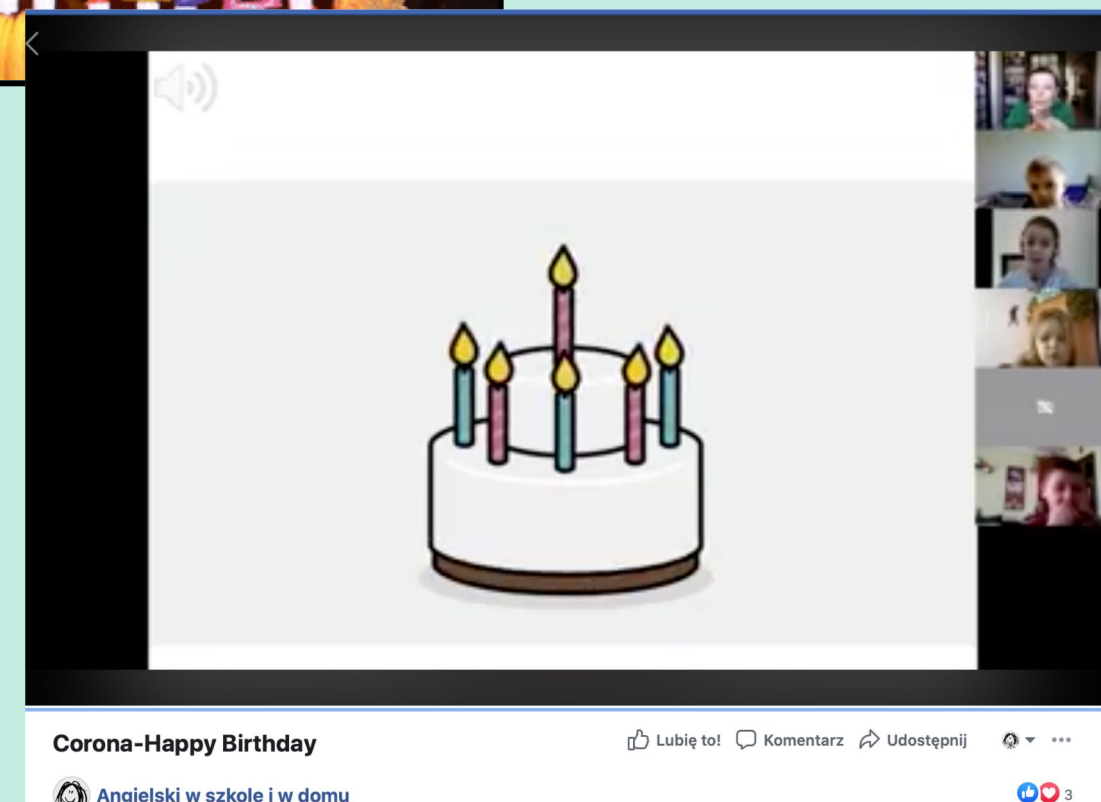 Corona-Happy Birthday
Lubię to! Komentarz Udostępnij
Angielski w szkole i w domu
3